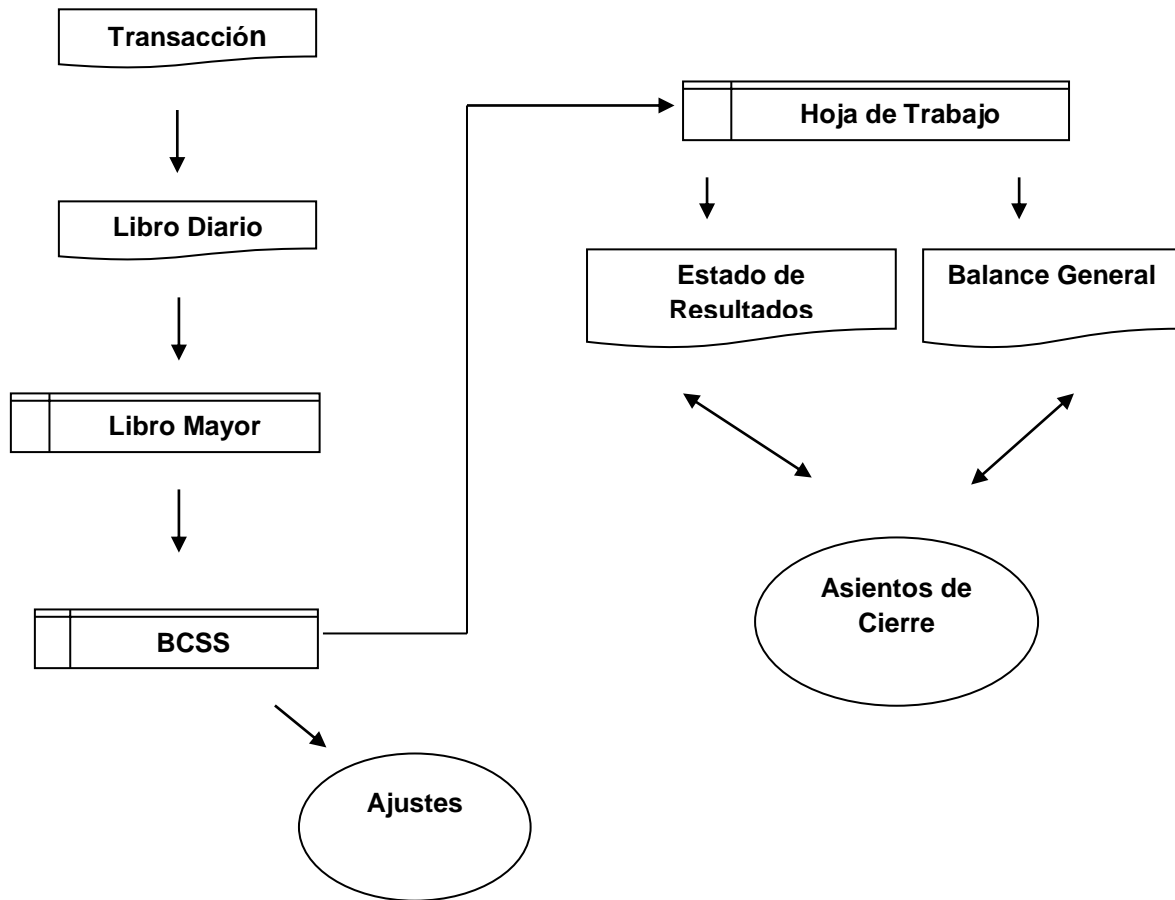 Transacción
Libro Diario
Libro Mayor
BCSS
Ajustes
Hoja de Trabajo
Estado de
Resultados
Balance General
Asientos de
Cierre